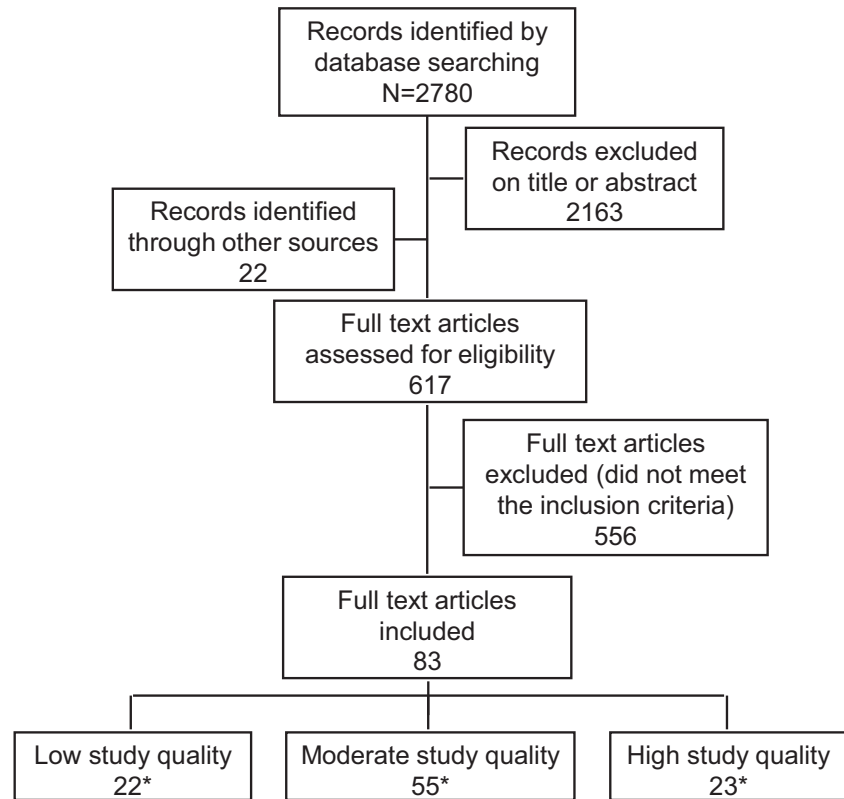 Records identified by
database searching
N=2780
Records excluded
on title or abstract
2163
Records identified
through other sources
22
Full text articles
assessed for eligibility
617
Full text articles
excluded (did not meet
the inclusion criteria)
556
Full text articles
included
83
Low study quality
22*
Moderate study quality
55*
High study quality
23*